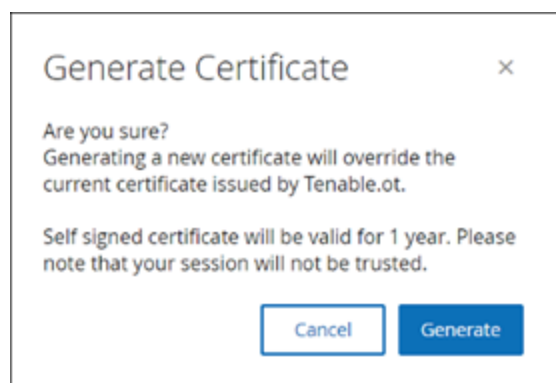 Generate Certificate ×
Are you sure?
Generating a new certificate will override the
current certificate issued by Tenable.ot.
Self signed certificate will be valid for 1 year. Please
note that your session will not be trusted.
Cancel Generate